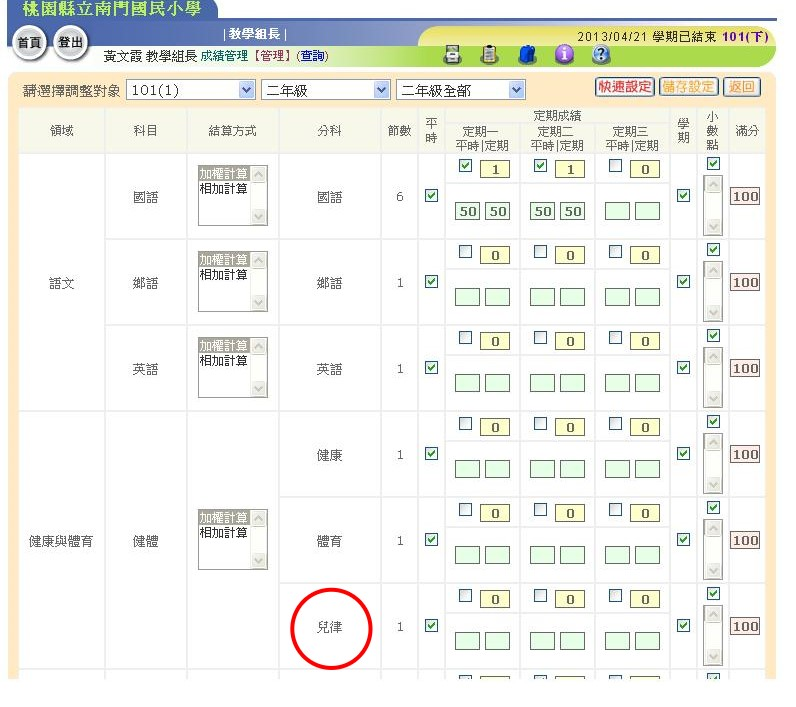 桃園縣立南門國民小學
首頁 登出 |教學組長| 2013/04/21 學期已結束 101(下)
黃文霞 教學組長 成績管理【管理】(查詢)
請選擇調整對象 101(1) 二年級 二年級全部 快速設定 儲存設定 返回
領域 科目 結算方式 分科 節數 平時 定期成績 學期 小數點 滿分
定期一 定期二 定期三
平時|定期 平時|定期 平時|定期
語文 國語 加權計算 相加計算 國語 6 1 1 0 100
50 50 50 50
鄉語 加權計算 相加計算 鄉語 1 0 0 0 100
英語 加權計算 相加計算 英語 1 0 0 0 100
健康與體育 健體 加權計算 相加計算 健康 1 0 0 0 100
體育 1 0 0 0 100
兒律 1 0 0 0 100